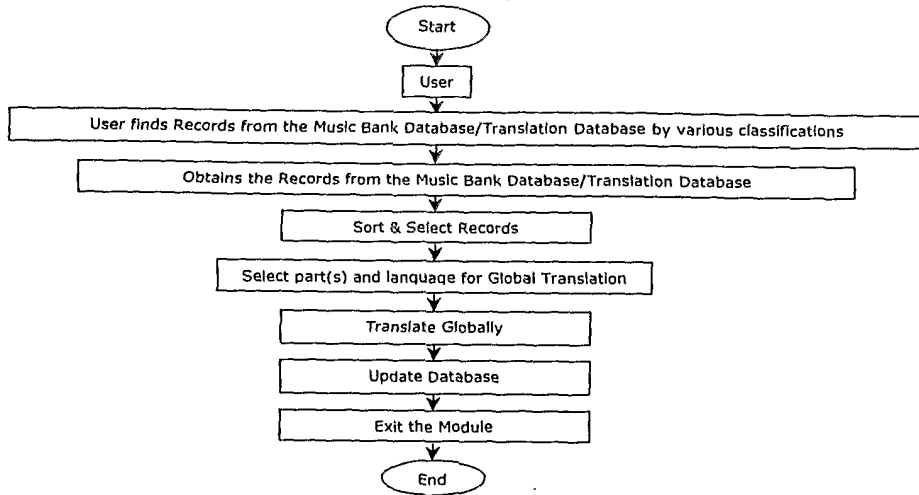 Start
User
User finds Records from the Music Bank Database/Translation Database by various classifications
Obtains the Records from the Music Bank Database/Translation Database
Sort & Select Records
Select part(s) and language for Global Translation
Translate Globally
Update Database
Exit the Module
End